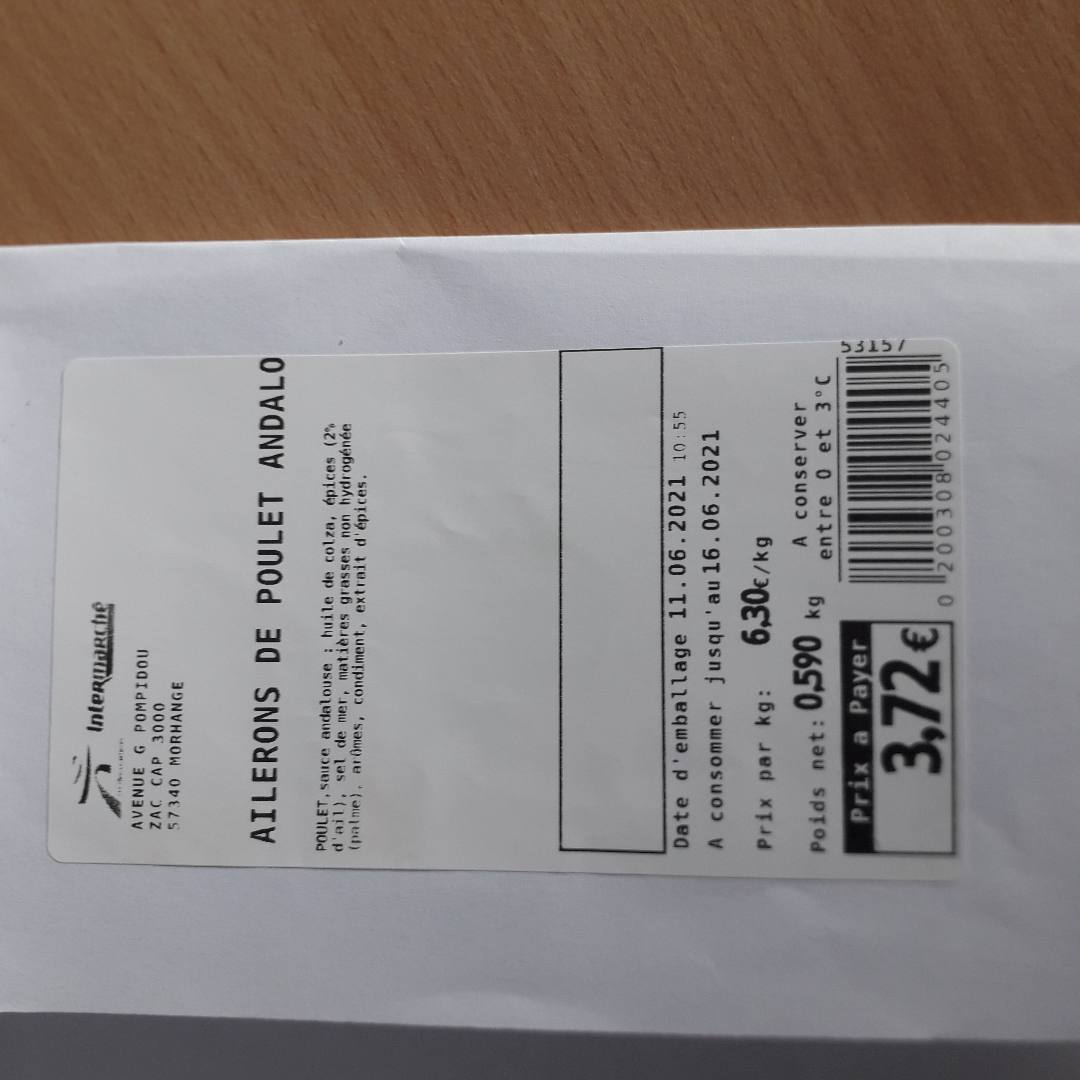 Intermarché
AVENUE G POMPIDOU
ZAC CAP 3000
57340 MORHANGE
AILERONS DE POULET ANDALO
POULET, sauce andalouse : huile de colza, épices (2%
d'ail), sel de mer, matières grasses non hydrogénée
(palme), arômes, condiment, extrait d'épices.
Date d'emballage 11.06.2021 10:55
A consommer jusqu'au 16.06.2021
Prix par kg: 6,30€/kg
Poids net: 0,590 kg
A conserver
entre 0 et 3°C
Prix a Payer
3,72€
53157
0 200308 024405